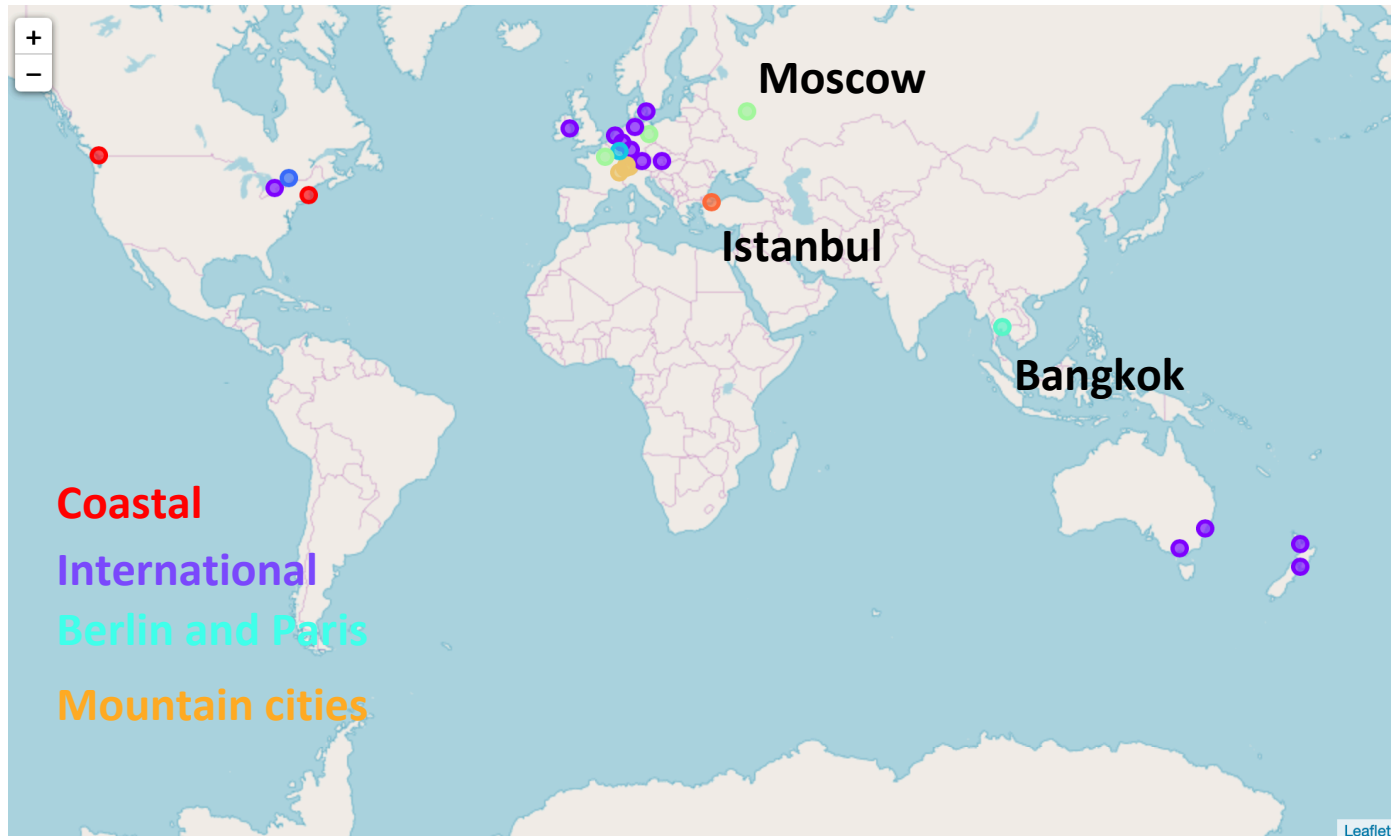 +
−
Moscow
Istanbul
Bangkok
Coastal
International
Berlin and Paris
Mountain cities
Leaflet